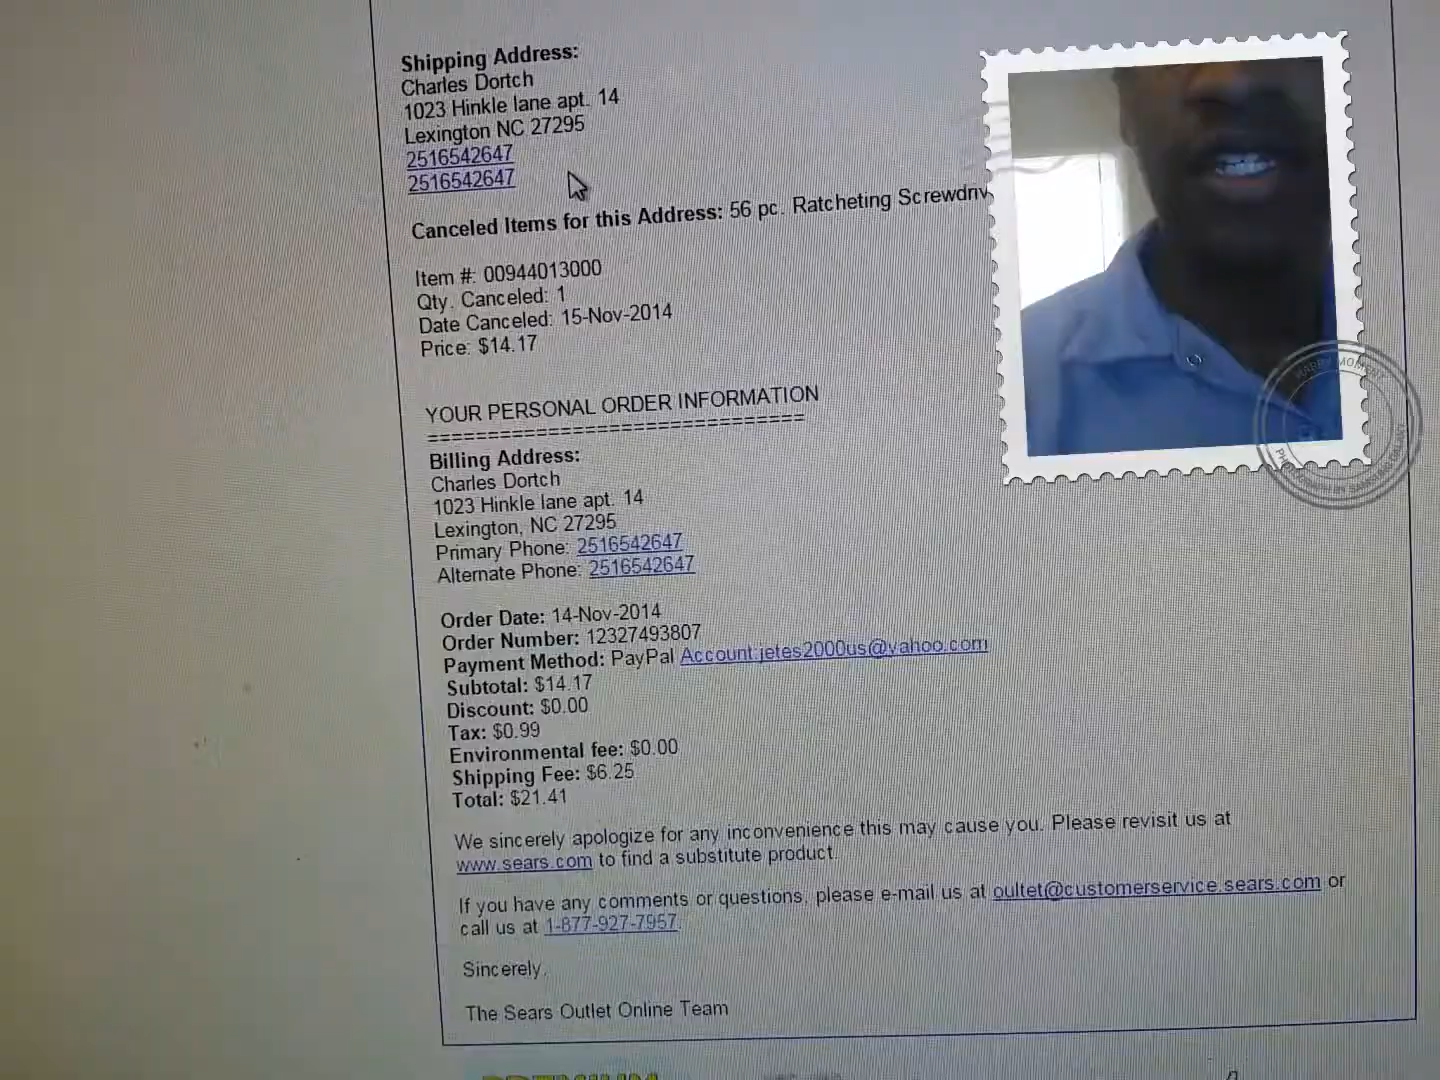 Shipping Address:
Charles Dortch
1023 Hinkle lane apt. 14
Lexington NC 27295
2516542647
2516542647
Canceled Items for this Address: 56 pc. Ratcheting Screwdriv
Item #: 00944013000
Qty. Canceled: 1
Date Canceled: 15-Nov-2014
Price: $14.17
YOUR PERSONAL ORDER INFORMATION
===============================
Billing Address:
Charles Dortch
1023 Hinkle lane apt. 14
Lexington, NC 27295
Primary Phone: 2516542647
Alternate Phone: 2516542647
Order Date: 14-Nov-2014
Order Number: 12327493807
Payment Method: PayPal Account:jetes2000us@yahoo.com
Subtotal: $14.17
Discount: $0.00
Tax: $0.99
Environmental fee: $0.00
Shipping Fee: $6.25
Total: $21.41
We sincerely apologize for any inconvenience this may cause you. Please revisit us at
www.sears.com to find a substitute product.
If you have any comments or questions, please e-mail us at oultet@customerservice.sears.com or
call us at 1-877-927-7957.
Sincerely,
The Sears Outlet Online Team
HAPPY MOMENT